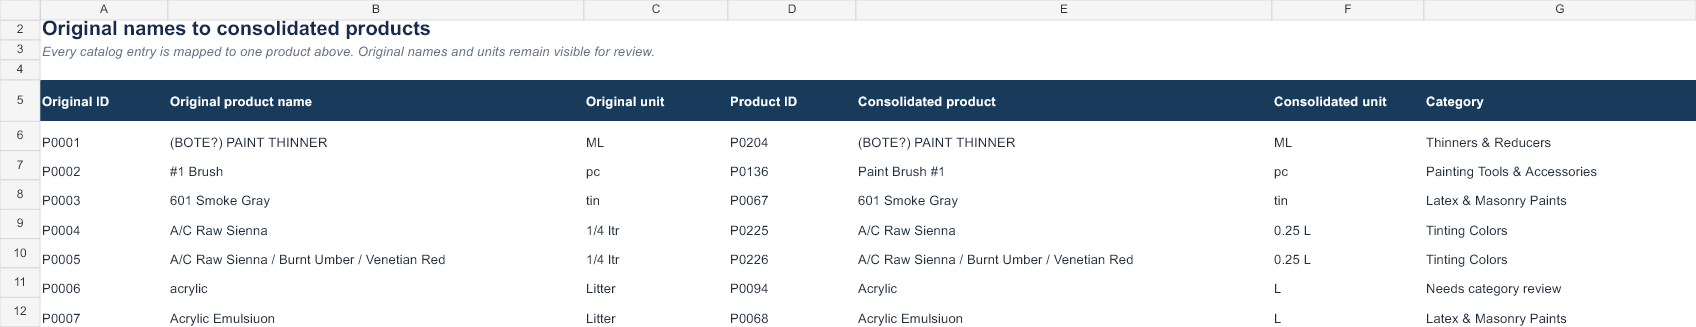 A B C D E F G
2 Original names to consolidated products
3 Every catalog entry is mapped to one product above. Original names and units remain visible for review.
4
5 Original ID Original product name Original unit Product ID Consolidated product Consolidated unit Category
6 P0001 (BOTE?) PAINT THINNER ML P0204 (BOTE?) PAINT THINNER ML Thinners & Reducers
7 P0002 #1 Brush pc P0136 Paint Brush #1 pc Painting Tools & Accessories
8 P0003 601 Smoke Gray tin P0067 601 Smoke Gray tin Latex & Masonry Paints
9 P0004 A/C Raw Sienna 1/4 ltr P0225 A/C Raw Sienna 0.25 L Tinting Colors
10 P0005 A/C Raw Sienna / Burnt Umber / Venetian Red 1/4 ltr P0226 A/C Raw Sienna / Burnt Umber / Venetian Red 0.25 L Tinting Colors
11 P0006 acrylic Litter P0094 Acrylic L Needs category review
12 P0007 Acrylic Emulsiuon Litter P0068 Acrylic Emulsiuon L Latex & Masonry Paints